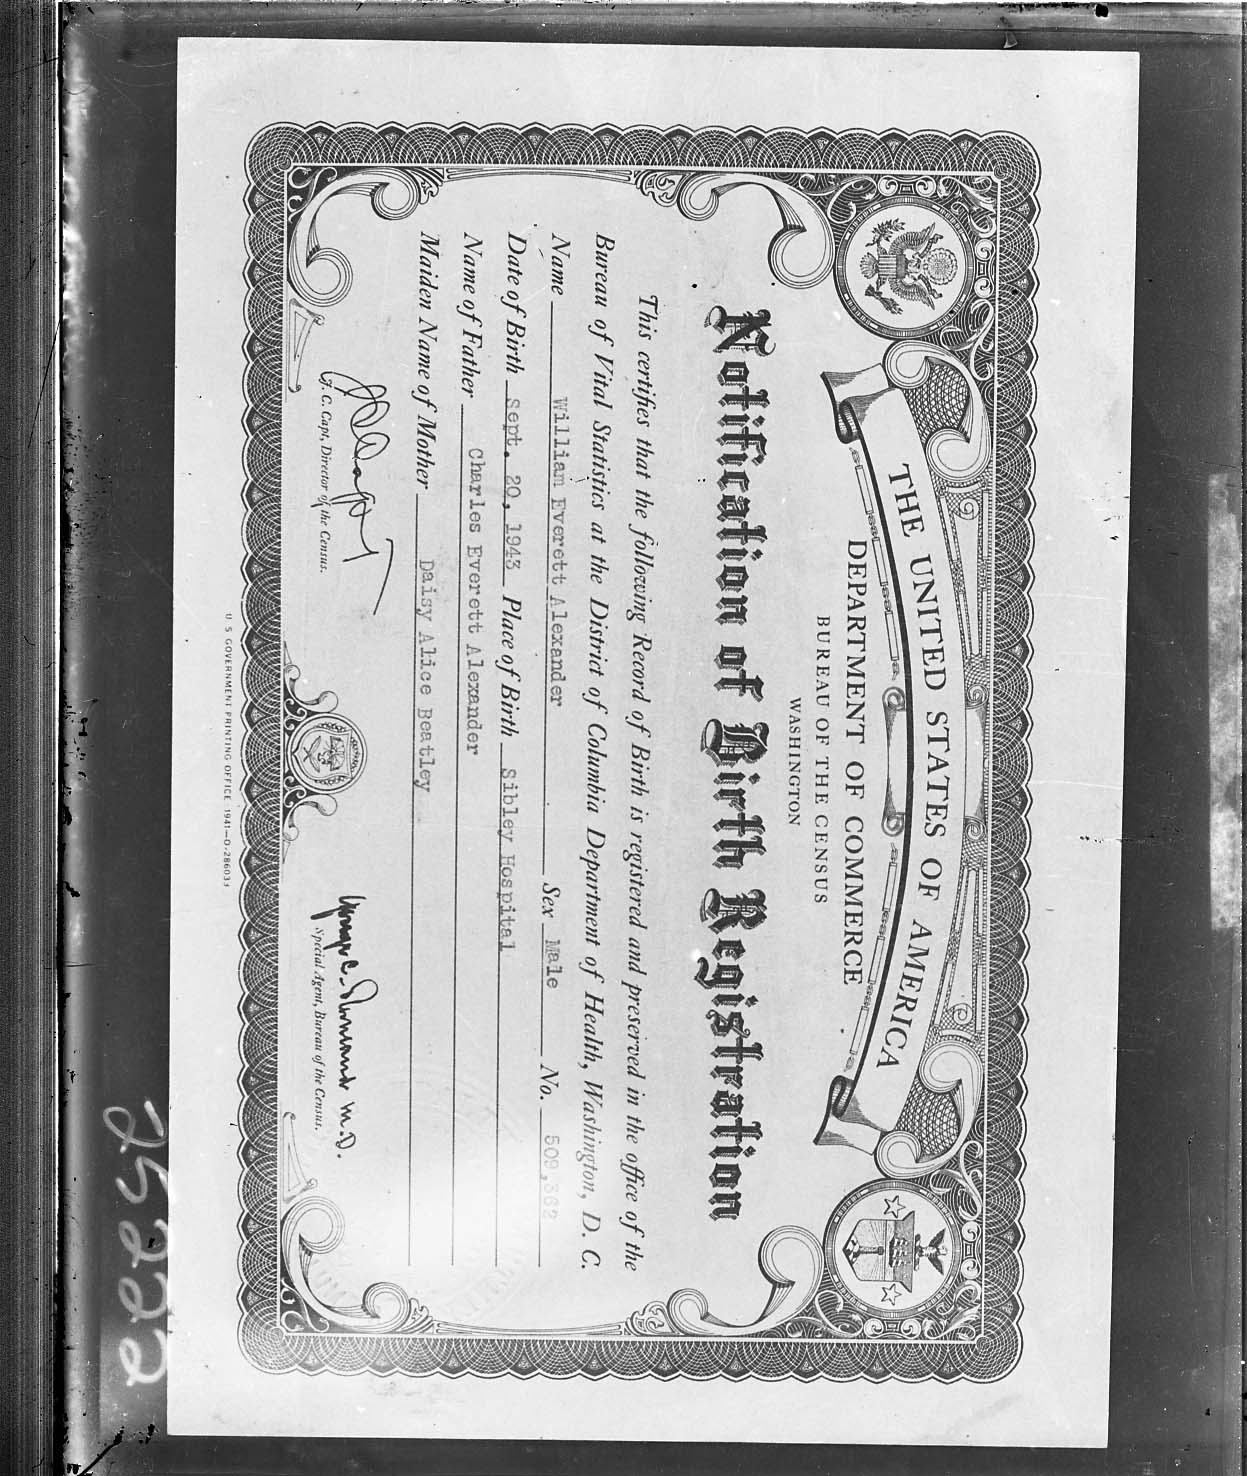 THE UNITED STATES OF AMERICA
DEPARTMENT OF COMMERCE
BUREAU OF THE CENSUS
WASHINGTON
Notification of Birth Registration
This certifies that the following Record of Birth is registered and preserved in the office of the
Bureau of Vital Statistics at the District of Columbia Department of Health, Washington, D. C.
Name William Everett Alexander Sex Male No. 509,362
Date of Birth Sept. 20, 1943 Place of Birth Sibley Hospital
Name of Father Charles Everett Alexander
Maiden Name of Mother Daisy Alice Beatley
J. C. Capt, Director of the Census.
Special Agent, Bureau of the Census.
U. S. GOVERNMENT PRINTING OFFICE 1941—O-286033